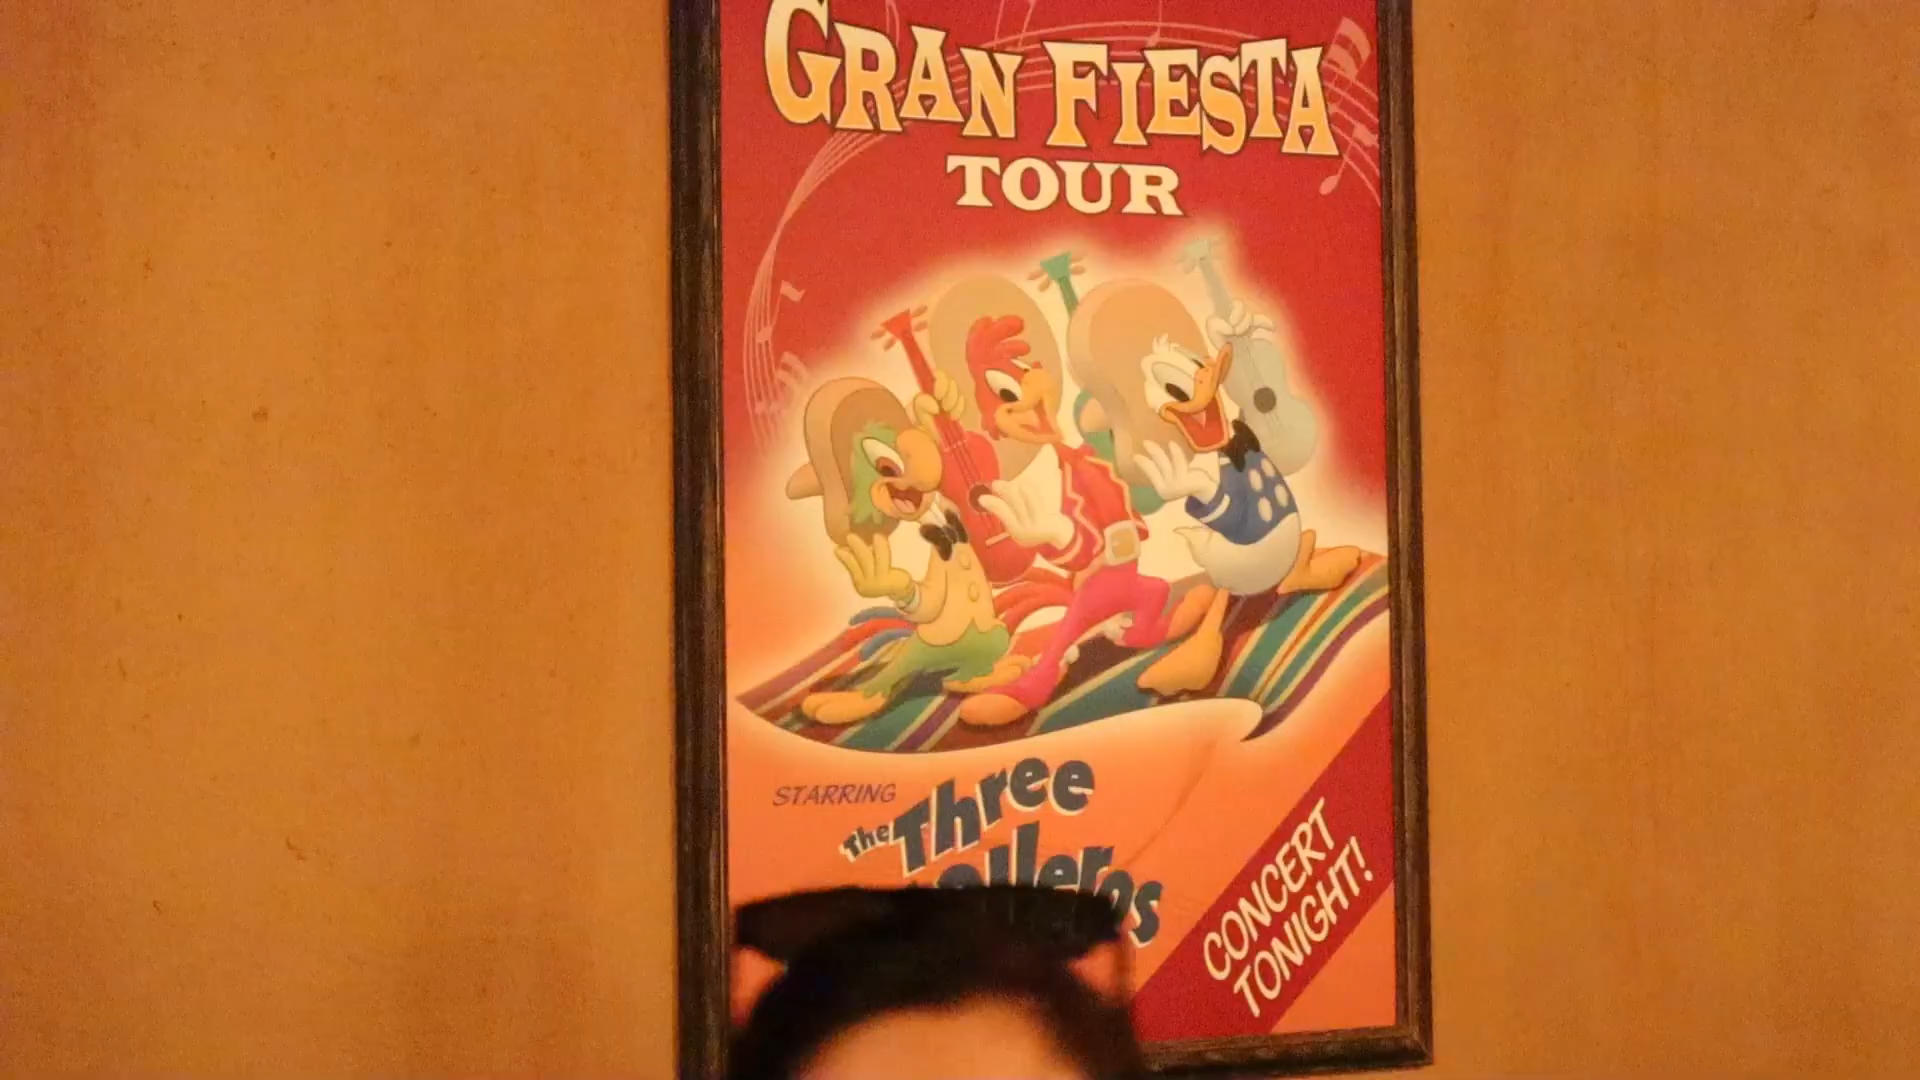 GRAN FIESTA
TOUR
STARRING
The Three
CONCERT
TONIGHT!